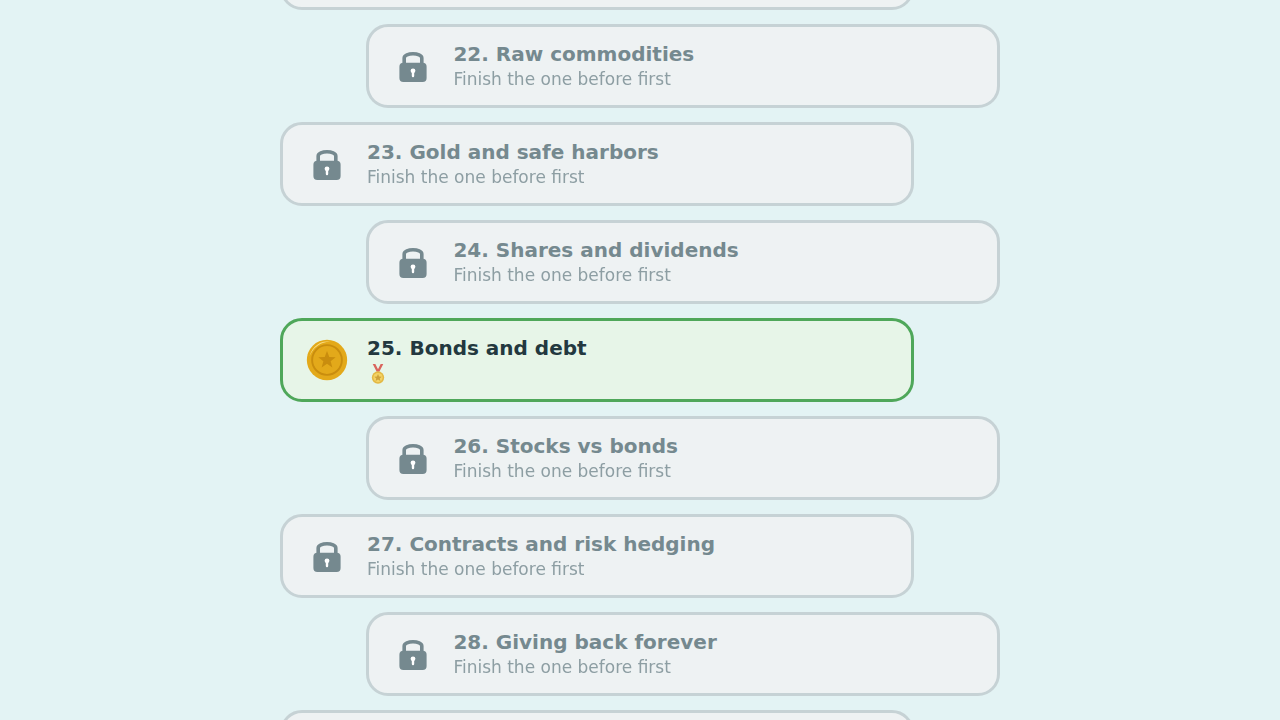 22. Raw commodities
Finish the one before first
23. Gold and safe harbors
Finish the one before first
24. Shares and dividends
Finish the one before first
25. Bonds and debt
26. Stocks vs bonds
Finish the one before first
27. Contracts and risk hedging
Finish the one before first
28. Giving back forever
Finish the one before first